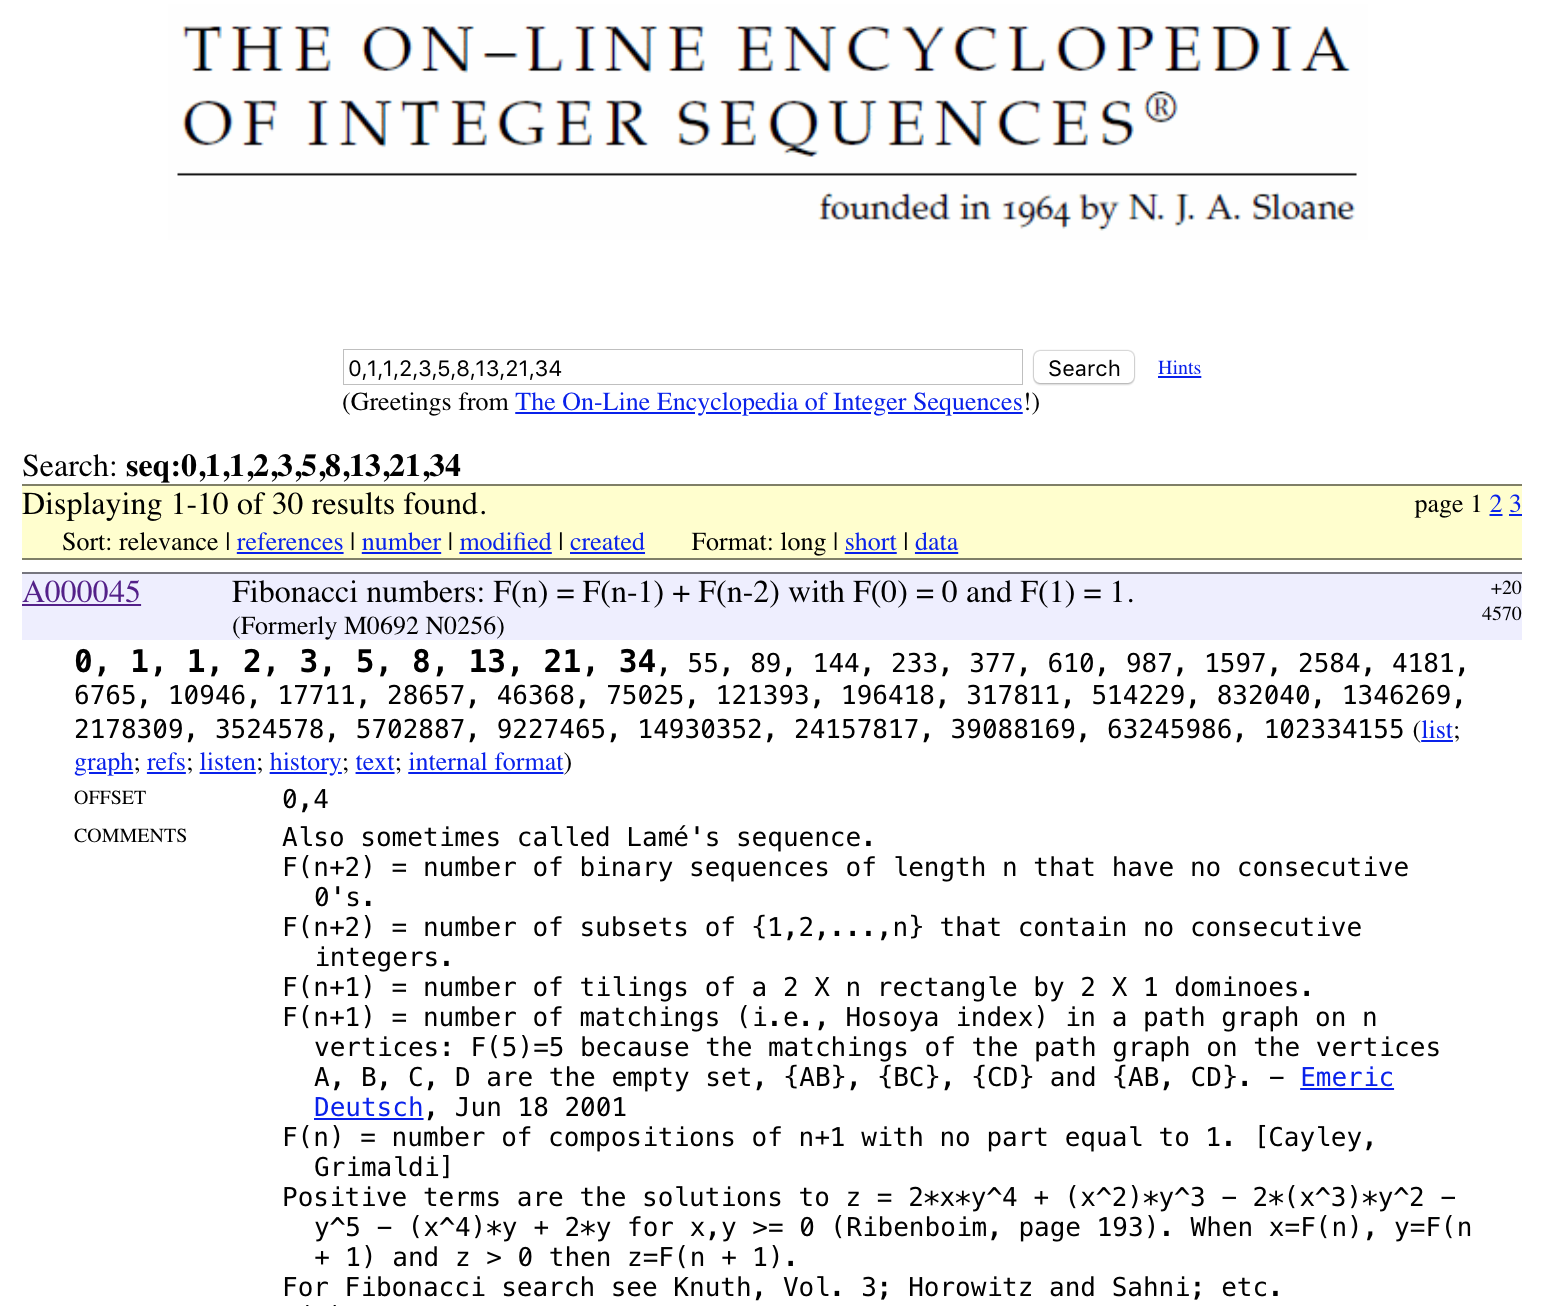 THE ON–LINE ENCYCLOPEDIA
OF INTEGER SEQUENCES®
founded in 1964 by N. J. A. Sloane
0,1,1,2,3,5,8,13,21,34 Search Hints
(Greetings from The On-Line Encyclopedia of Integer Sequences!)
Search: seq:0,1,1,2,3,5,8,13,21,34
Displaying 1-10 of 30 results found. page 1 2 3
Sort: relevance | references | number | modified | created Format: long | short | data
A000045 Fibonacci numbers: F(n) = F(n-1) + F(n-2) with F(0) = 0 and F(1) = 1. +20
(Formerly M0692 N0256) 4570
0, 1, 1, 2, 3, 5, 8, 13, 21, 34, 55, 89, 144, 233, 377, 610, 987, 1597, 2584, 4181,
6765, 10946, 17711, 28657, 46368, 75025, 121393, 196418, 317811, 514229, 832040, 1346269,
2178309, 3524578, 5702887, 9227465, 14930352, 24157817, 39088169, 63245986, 102334155 (list;
graph; refs; listen; history; text; internal format)
OFFSET 0,4
COMMENTS Also sometimes called Lamé's sequence.
F(n+2) = number of binary sequences of length n that have no consecutive
0's.
F(n+2) = number of subsets of {1,2,...,n} that contain no consecutive
integers.
F(n+1) = number of tilings of a 2 X n rectangle by 2 X 1 dominoes.
F(n+1) = number of matchings (i.e., Hosoya index) in a path graph on n
vertices: F(5)=5 because the matchings of the path graph on the vertices
A, B, C, D are the empty set, {AB}, {BC}, {CD} and {AB, CD}. – Emeric
Deutsch, Jun 18 2001
F(n) = number of compositions of n+1 with no part equal to 1. [Cayley,
Grimaldi]
Positive terms are the solutions to z = 2*x*y^4 + (x^2)*y^3 – 2*(x^3)*y^2 –
y^5 – (x^4)*y + 2*y for x,y >= 0 (Ribenboim, page 193). When x=F(n), y=F(n
+ 1) and z > 0 then z=F(n + 1).
For Fibonacci search see Knuth, Vol. 3; Horowitz and Sahni; etc.